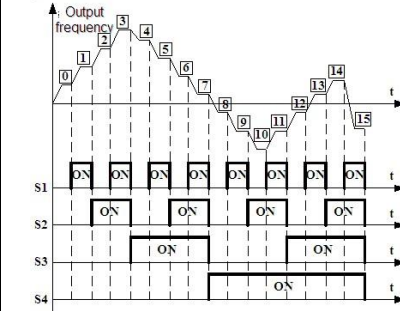 Output
frequency
3
2
4
14
1
5
13
0
6
12
7
t
8
11
15
9
10
ON ON ON ON ON ON ON ON
t
S1
ON ON ON ON
t
S2
ON ON
t
S3
ON
t
S4